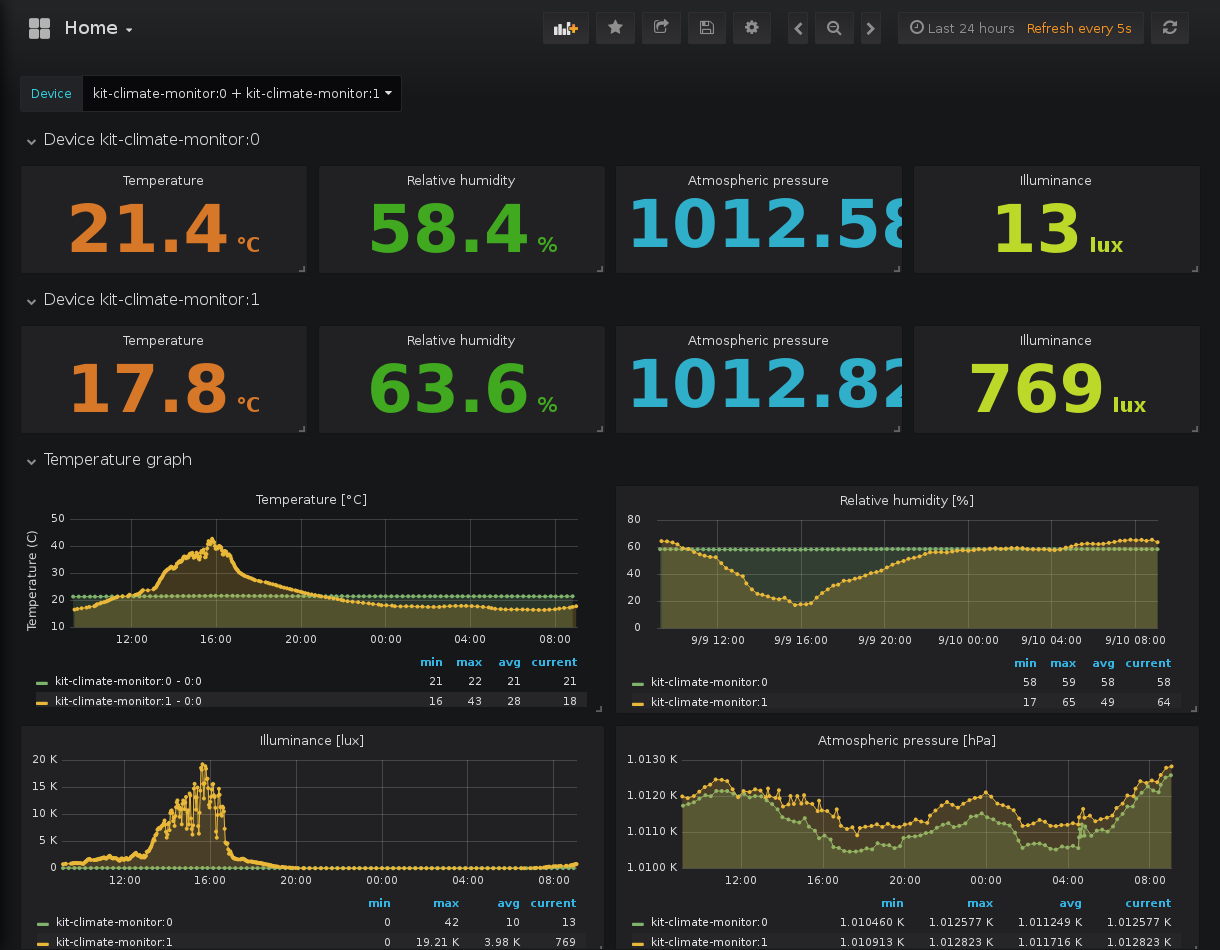 Home
Last 24 hours Refresh every 5s
Device kit-climate-monitor:0 + kit-climate-monitor:1
Device kit-climate-monitor:0
Temperature Relative humidity Atmospheric pressure Illuminance
21.4 °C 58.4 % 1012.58 13 lux
Device kit-climate-monitor:1
Temperature Relative humidity Atmospheric pressure Illuminance
17.8 °C 63.6 % 1012.82 769 lux
Temperature graph
Temperature [°C]
Temperature (C)
50
40
30
20
10
12:00 16:00 20:00 00:00 04:00 08:00
min max avg current
kit-climate-monitor:0 - 0:0 21 22 21 21
kit-climate-monitor:1 - 0:0 16 43 28 18
Relative humidity [%]
80
60
40
20
0
9/9 12:00 9/9 16:00 9/9 20:00 9/10 00:00 9/10 04:00 9/10 08:00
min max avg current
kit-climate-monitor:0 58 59 58 58
kit-climate-monitor:1 17 65 49 64
Illuminance [lux]
20 K
15 K
10 K
5 K
0
12:00 16:00 20:00 00:00 04:00 08:00
min max avg current
kit-climate-monitor:0 0 42 10 13
kit-climate-monitor:1 0 19.21 K 3.98 K 769
Atmospheric pressure [hPa]
1.0130 K
1.0120 K
1.0110 K
1.0100 K
12:00 16:00 20:00 00:00 04:00 08:00
min max avg current
kit-climate-monitor:0 1.010460 K 1.012577 K 1.011249 K 1.012577 K
kit-climate-monitor:1 1.010913 K 1.012823 K 1.011716 K 1.012823 K